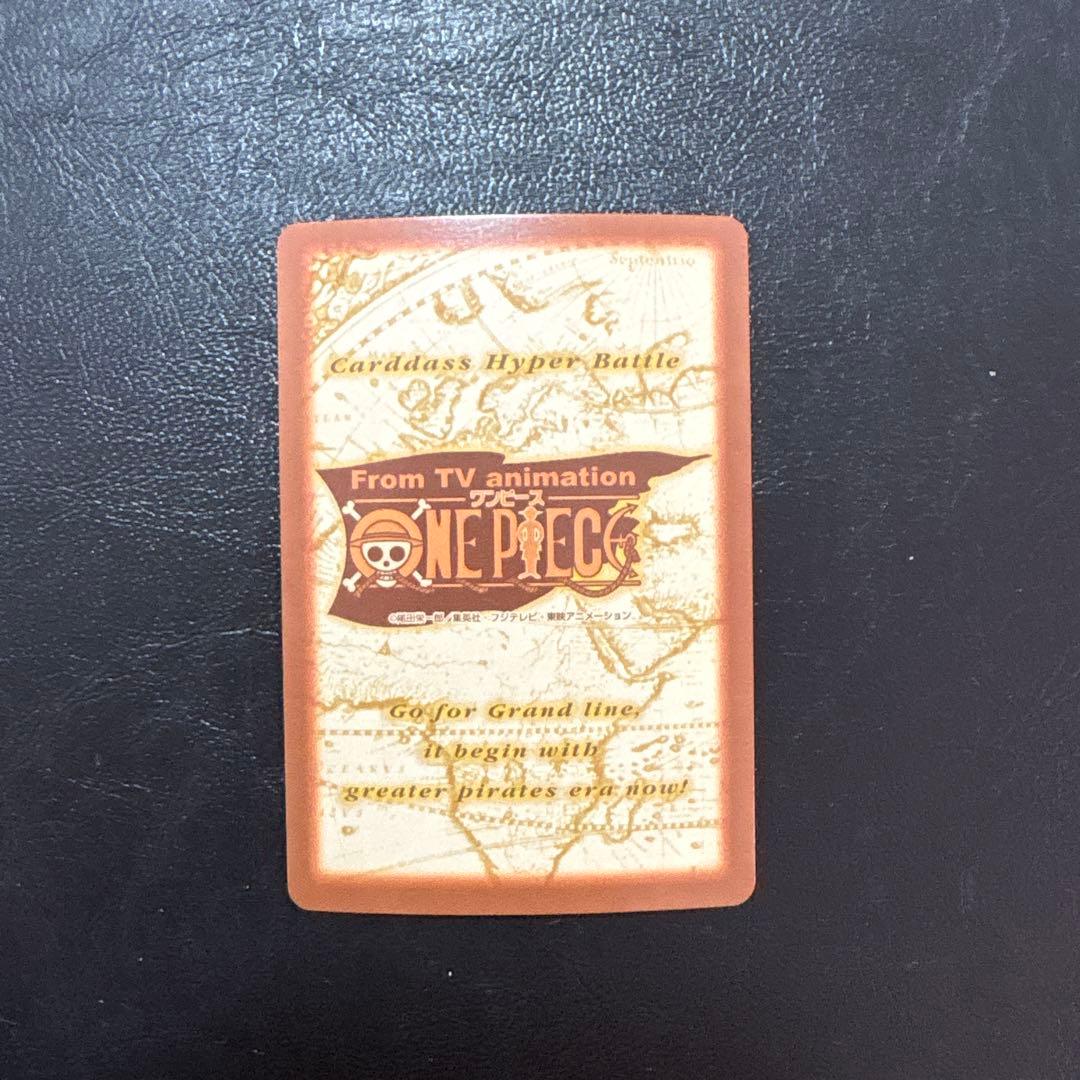 Septentrio
Carddass Hyper Battle
From TV animation
ワンピース
ONE PIECE
©尾田栄一郎/集英社・フジテレビ・東映アニメーション
Go for Grand line,
it begin with
greater pirates era now!